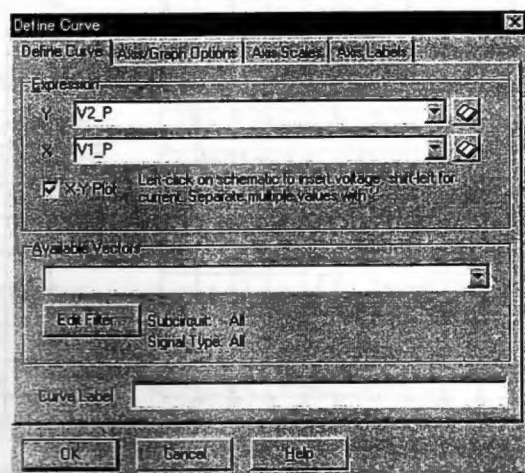 Define Curve
Define Curve Axis/Graph Options Axis Scales Axis Labels
Expression
Y V2_P
X V1_P
X-Y Plot
Left-click on schematic to insert voltage, shift-left for
current. Separate multiple values with ','
Available Vectors
Edit Filter Subcircuit: All
Signal Type: All
Curve Label
OK Cancel Help